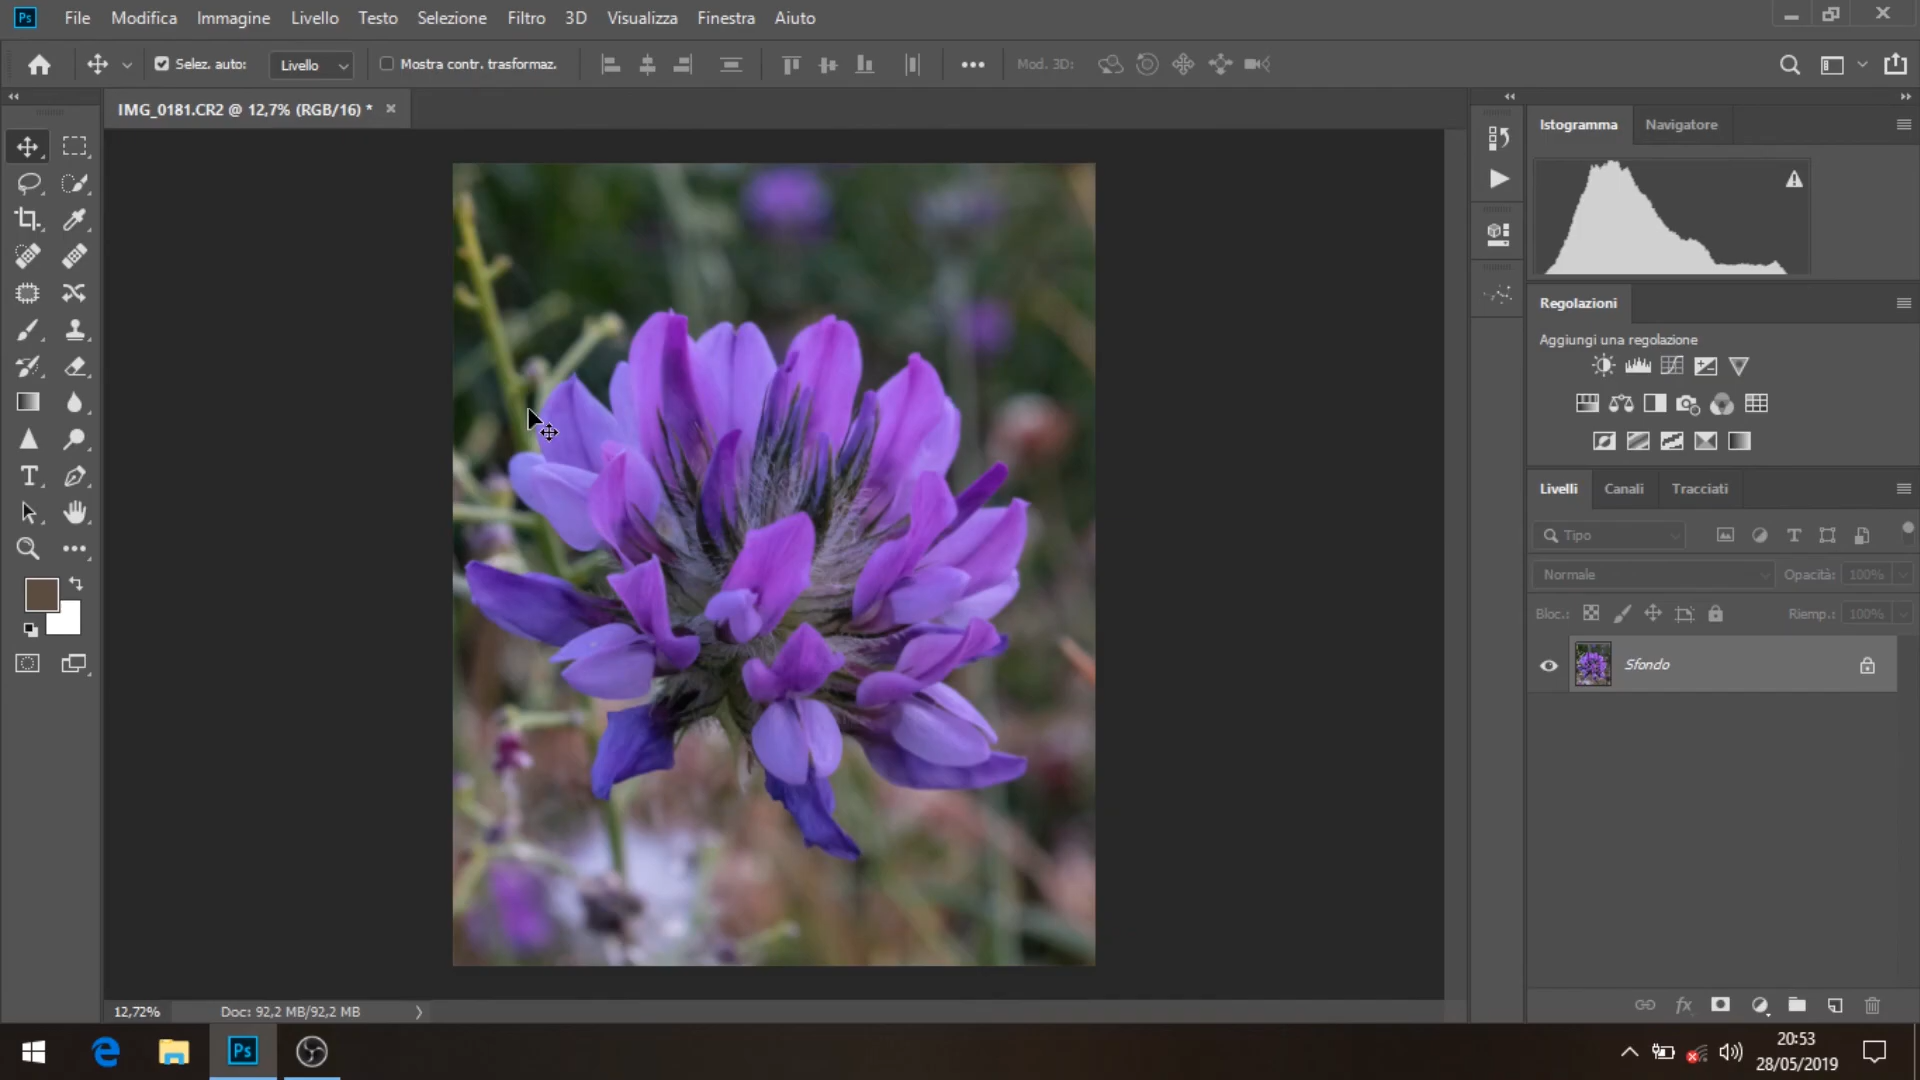 Ps File Modifica Immagine Livello Testo Selezione Filtro 3D Visualizza Finestra Aiuto
Selez. auto: Livello Mostra contr. trasformaz. Mod. 3D:
IMG_0181.CR2 @ 12,7% (RGB/16) *
Istogramma Navigatore
Regolazioni
Aggiungi una regolazione
Livelli Canali Tracciati
Tipo
Normale Opacità: 100%
Bloc.: Riemp.: 100%
Sfondo
12,72% Doc: 92,2 MB/92,2 MB
Ps
20:53
28/05/2019